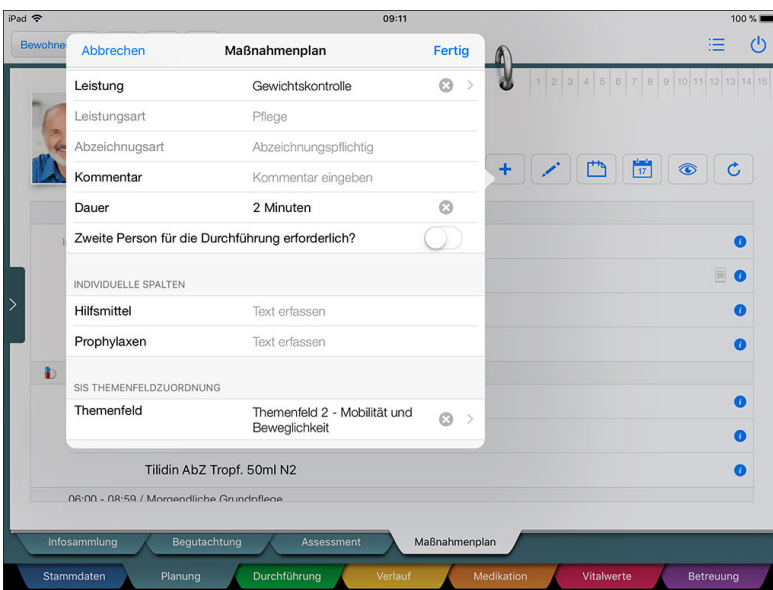 iPad 09:11 100 %
Bewohne
Abbrechen Maßnahmenplan Fertig
1 2 3 4 5 6 7 8 9 10 11 12 13 14 15
Leistung Gewichtskontrolle
Leistungsart Pflege
Abzeichnugsart Abzeichnungspflichtig
Kommentar Kommentar eingeben
17
Dauer 2 Minuten
Zweite Person für die Durchführung erforderlich?
INDIVIDUELLE SPALTEN
Hilfsmittel Text erfassen
Prophylaxen Text erfassen
SIS THEMENFELDZUORDNUNG
Themenfeld Themenfeld 2 - Mobilität und
Beweglichkeit
Tilidin AbZ Tropf. 50ml N2
06:00 - 08:59 / Morgendliche Grundpflege
Infosammlung Begutachtung Assessment Maßnahmenplan
Stammdaten Planung Durchführung Verlauf Medikation Vitalwerte Betreuung